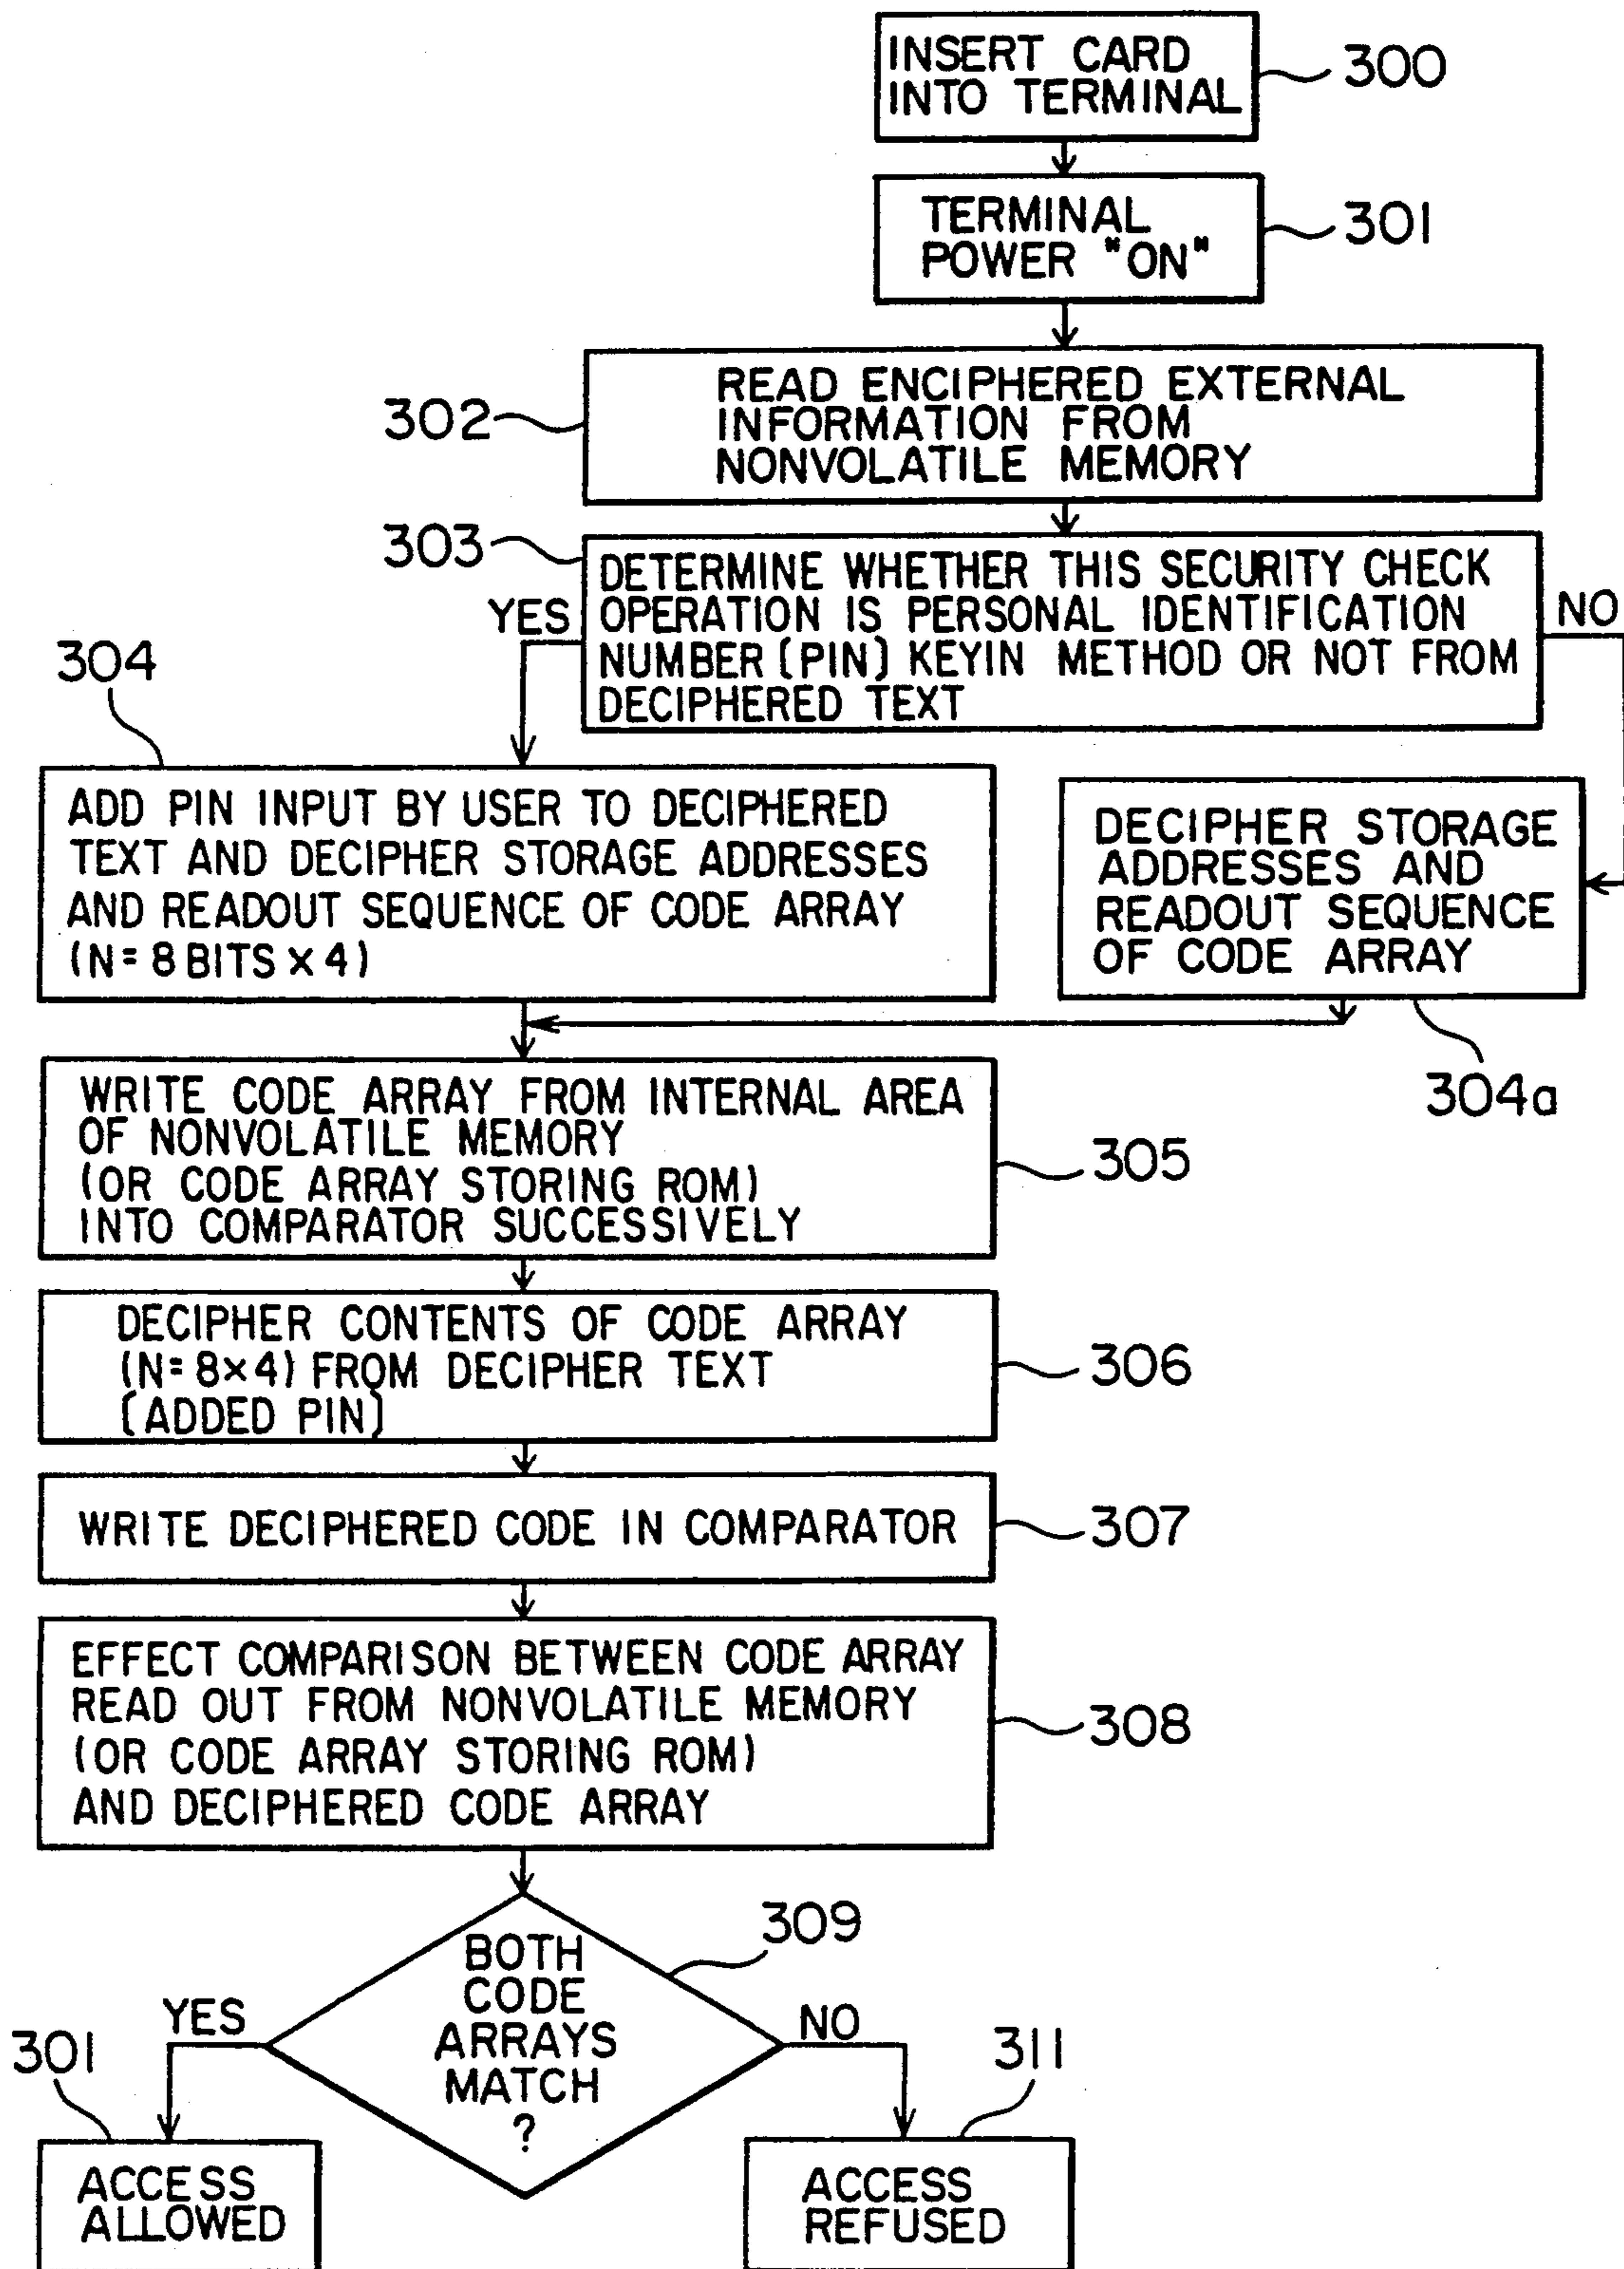 INSERT CARD
INTO TERMINAL
300
TERMINAL
POWER "ON"
301
READ ENCIPHERED EXTERNAL
INFORMATION FROM
NONVOLATILE MEMORY
302
303
DETERMINE WHETHER THIS SECURITY CHECK
OPERATION IS PERSONAL IDENTIFICATION
NUMBER (PIN) KEYIN METHOD OR NOT FROM
DECIPHERED TEXT
YES
NO
304
ADD PIN INPUT BY USER TO DECIPHERED
TEXT AND DECIPHER STORAGE ADDRESSES
AND READOUT SEQUENCE OF CODE ARRAY
(N=8 BITS × 4)
DECIPHER STORAGE
ADDRESSES AND
READOUT SEQUENCE
OF CODE ARRAY
304a
WRITE CODE ARRAY FROM INTERNAL AREA
OF NONVOLATILE MEMORY
(OR CODE ARRAY STORING ROM)
INTO COMPARATOR SUCCESSIVELY
305
DECIPHER CONTENTS OF CODE ARRAY
(N=8×4) FROM DECIPHER TEXT
(ADDED PIN)
306
WRITE DECIPHERED CODE IN COMPARATOR
307
EFFECT COMPARISON BETWEEN CODE ARRAY
READ OUT FROM NONVOLATILE MEMORY
(OR CODE ARRAY STORING ROM)
AND DECIPHERED CODE ARRAY
308
309
BOTH
CODE
ARRAYS
MATCH
?
YES
NO
301
311
ACCESS
ALLOWED
ACCESS
REFUSED